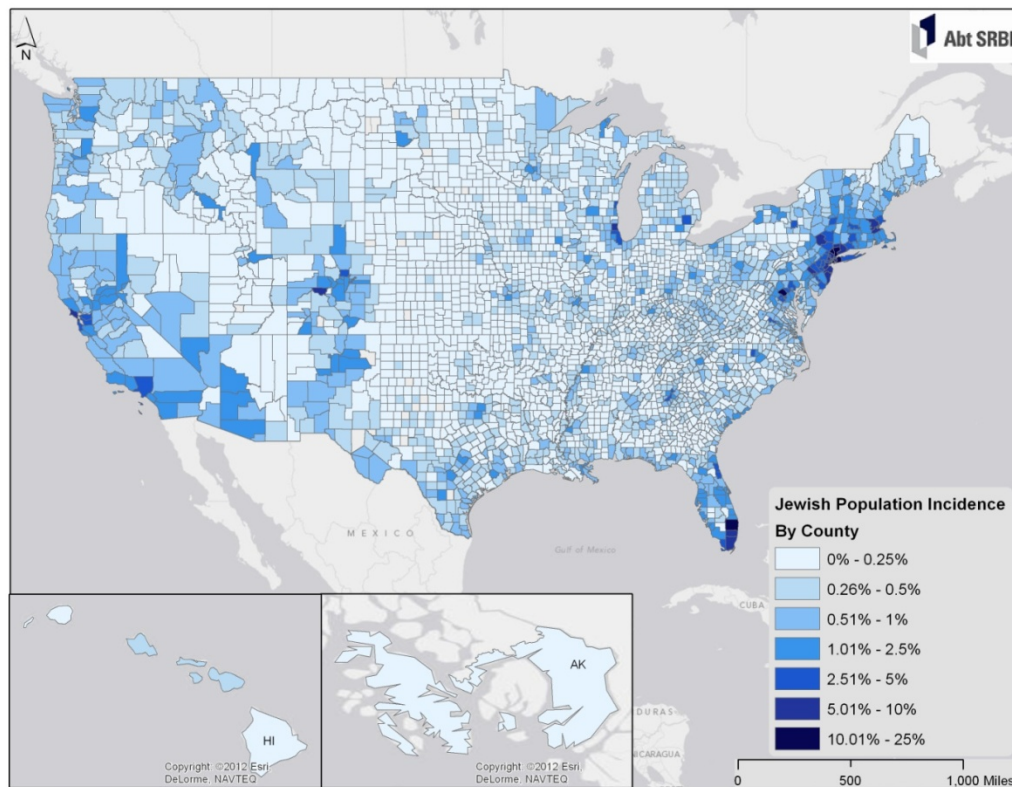 N
Abt SRBI
MEXICO
Gulf of Mexico
CUBA
Jewish Population Incidence
By County
0% - 0.25%
0.26% - 0.5%
0.51% - 1%
1.01% - 2.5%
2.51% - 5%
5.01% - 10%
10.01% - 25%
HI
Copyright: ©2012 Esri,
DeLorme, NAVTEQ
AK
Copyright: ©2012 Esri,
DeLorme, NAVTEQ
DURAS
NICARAGUA
0 500 1,000 Miles